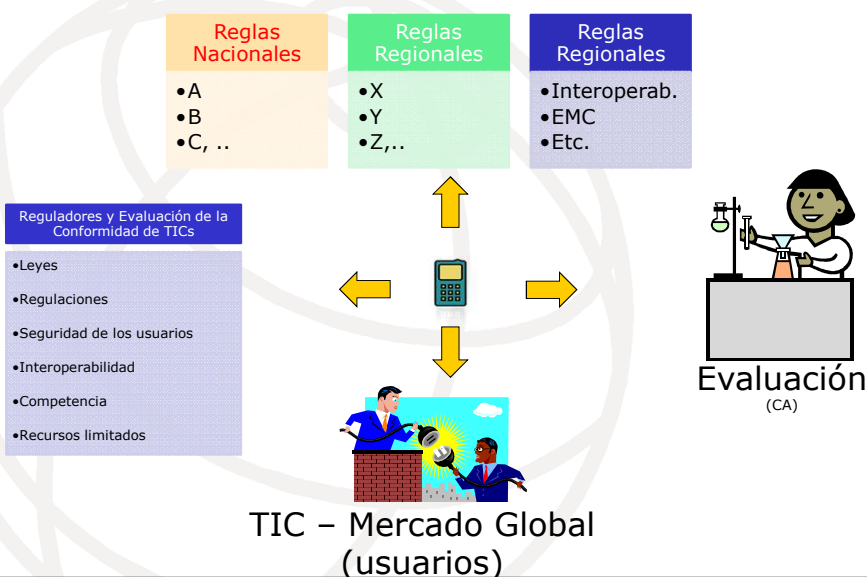 Reglas
Nacionales
•A
•B
•C, ..
Reglas
Regionales
•X
•Y
•Z,..
Reglas
Regionales
•Interoperab.
•EMC
•Etc.
Reguladores y Evaluación de la
Conformidad de TICs
•Leyes
•Regulaciones
•Seguridad de los usuarios
•Interoperabilidad
•Competencia
•Recursos limitados
Evaluación
(CA)
TIC – Mercado Global
(usuarios)